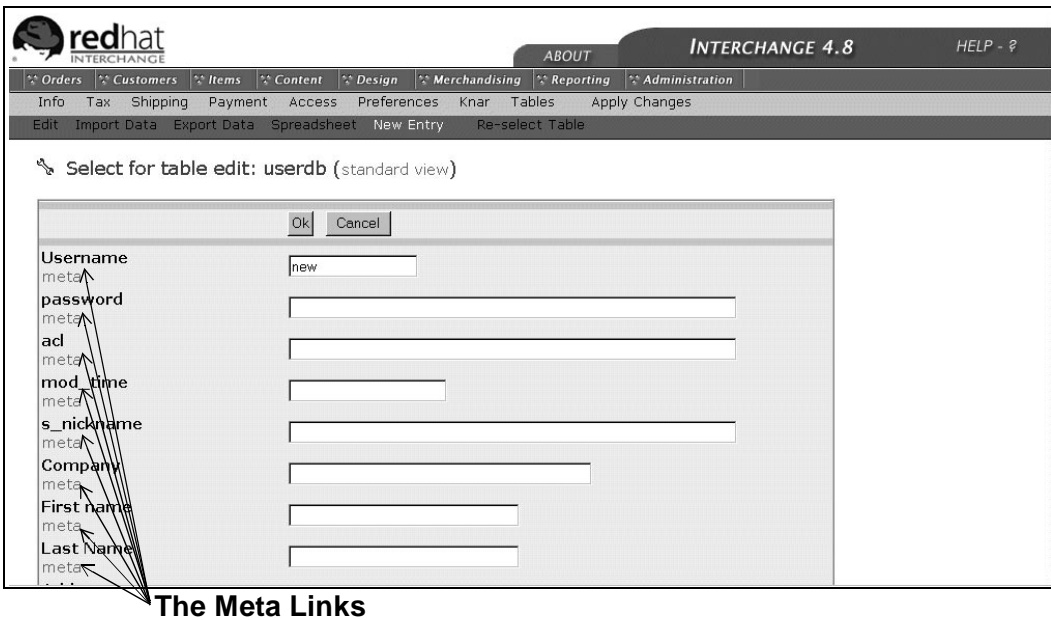 redhat
INTERCHANGE
ABOUT INTERCHANGE 4.8 HELP - ?
Orders Customers Items Content Design Merchandising Reporting Administration
Info Tax Shipping Payment Access Preferences Knar Tables Apply Changes
Edit Import Data Export Data Spreadsheet New Entry Re-select Table
Select for table edit: userdb (standard view)
Ok Cancel
Username
meta
new
password
meta
acl
meta
mod_time
meta
s_nickname
meta
Company
meta
First name
meta
Last Name
meta
The Meta Links